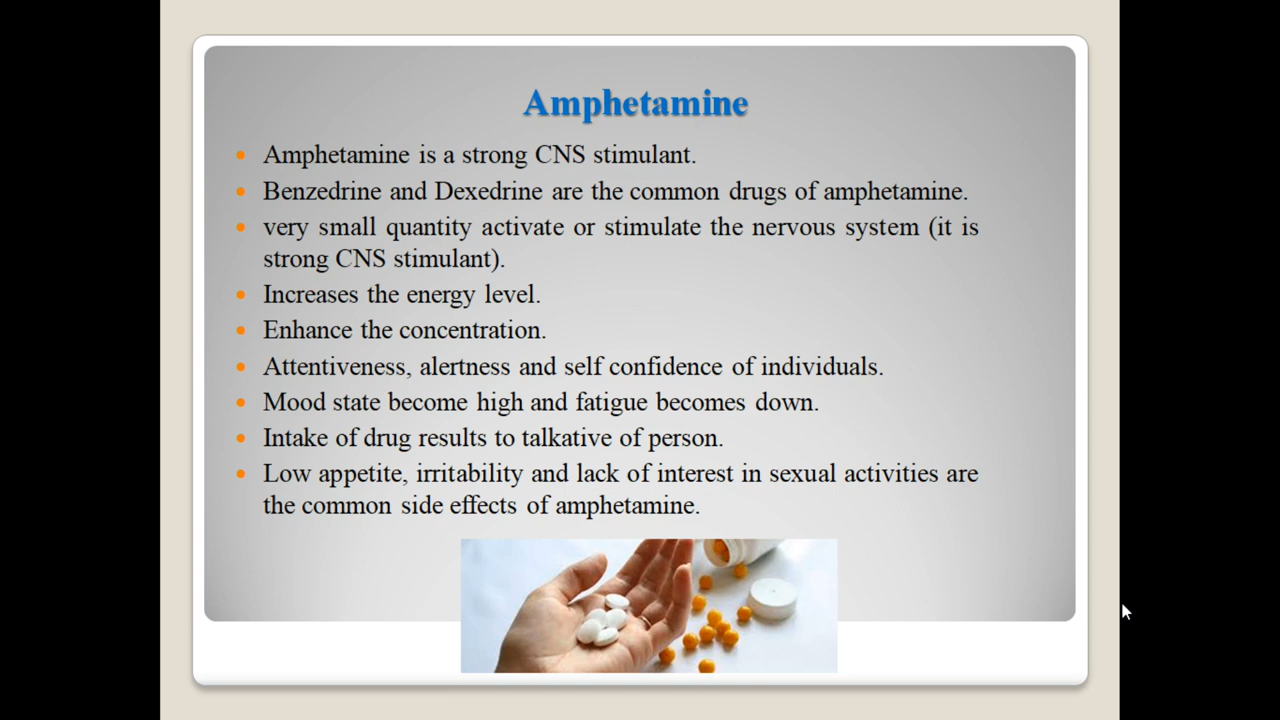 Amphetamine
Amphetamine is a strong CNS stimulant.
Benzedrine and Dexedrine are the common drugs of amphetamine.
very small quantity activate or stimulate the nervous system (it is
strong CNS stimulant).
Increases the energy level.
Enhance the concentration.
Attentiveness, alertness and self confidence of individuals.
Mood state become high and fatigue becomes down.
Intake of drug results to talkative of person.
Low appetite, irritability and lack of interest in sexual activities are
the common side effects of amphetamine.